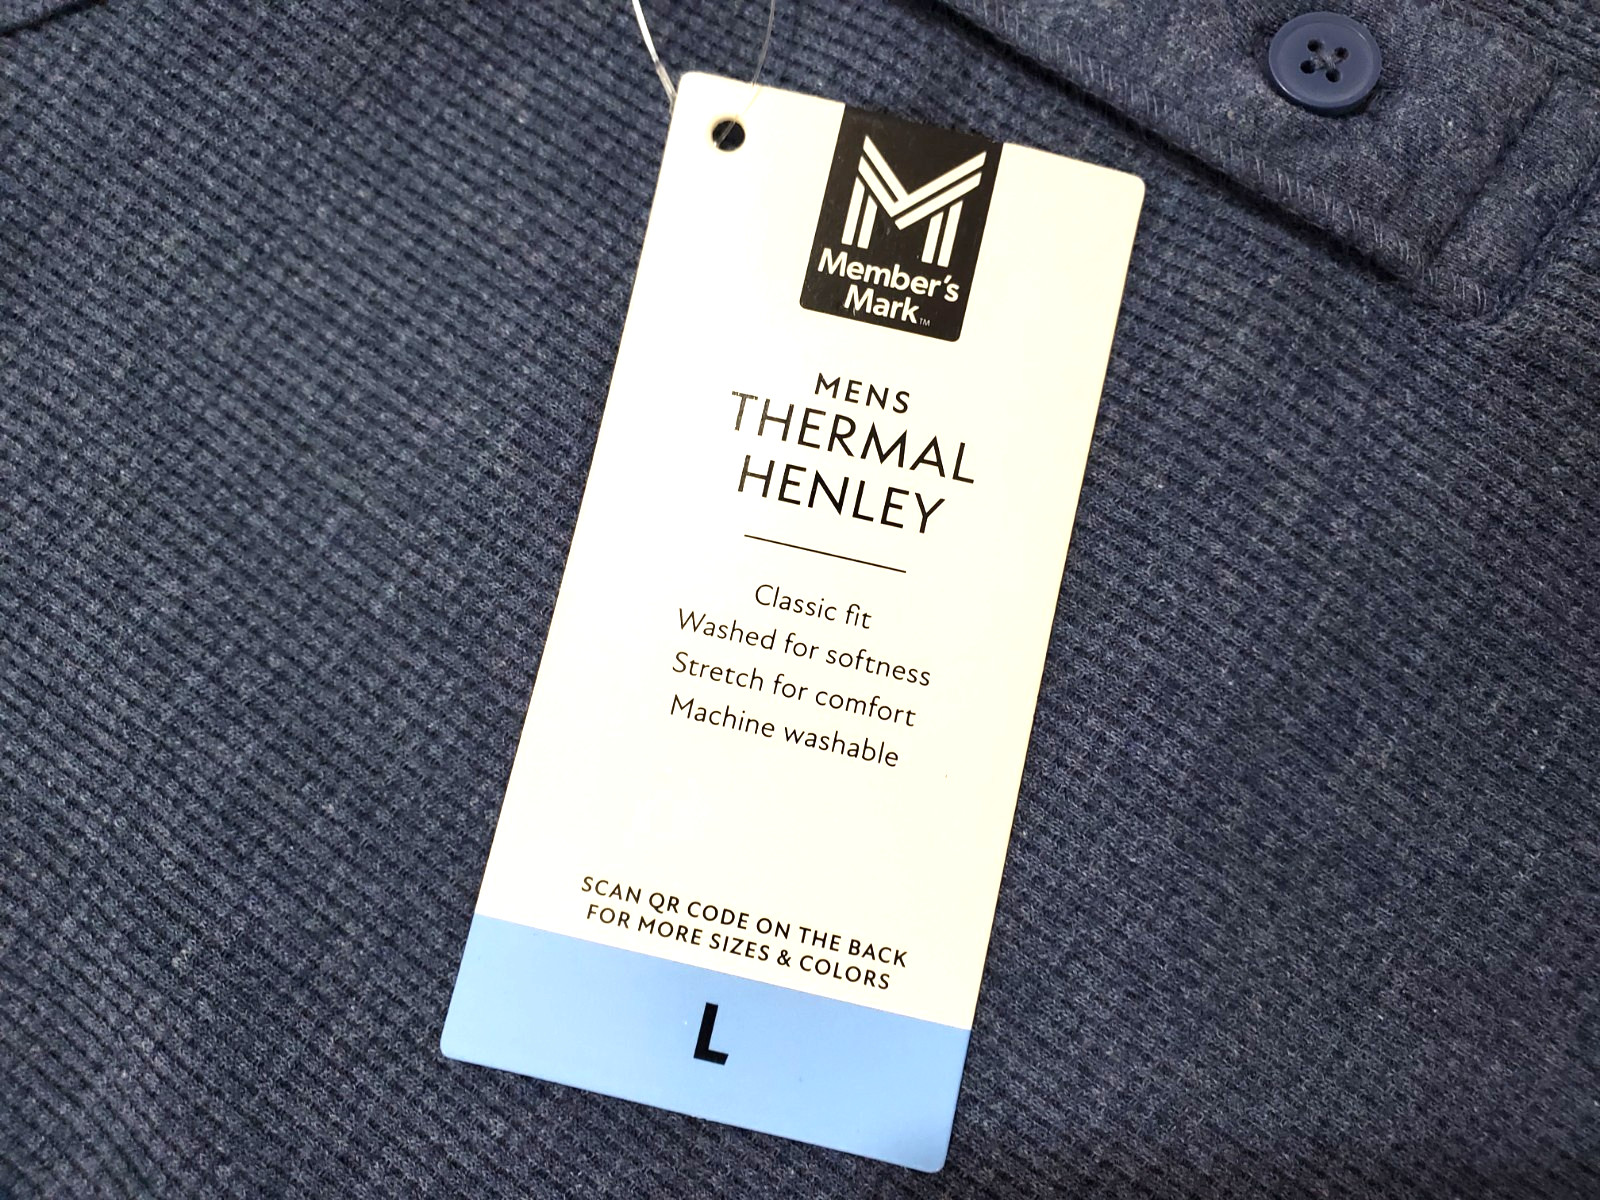 Member's
Mark™
MENS
THERMAL
HENLEY
Classic fit
Washed for softness
Stretch for comfort
Machine washable
SCAN QR CODE ON THE BACK
FOR MORE SIZES & COLORS
L